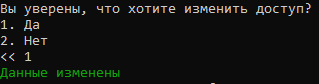 Вы уверены, что хотите изменить доступ?
1. Да
2. Нет
<< 1
Данные изменены